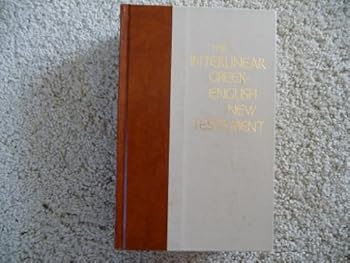 THE
INTERLINEAR
GREEK-
ENGLISH
NEW
TESTAMENT